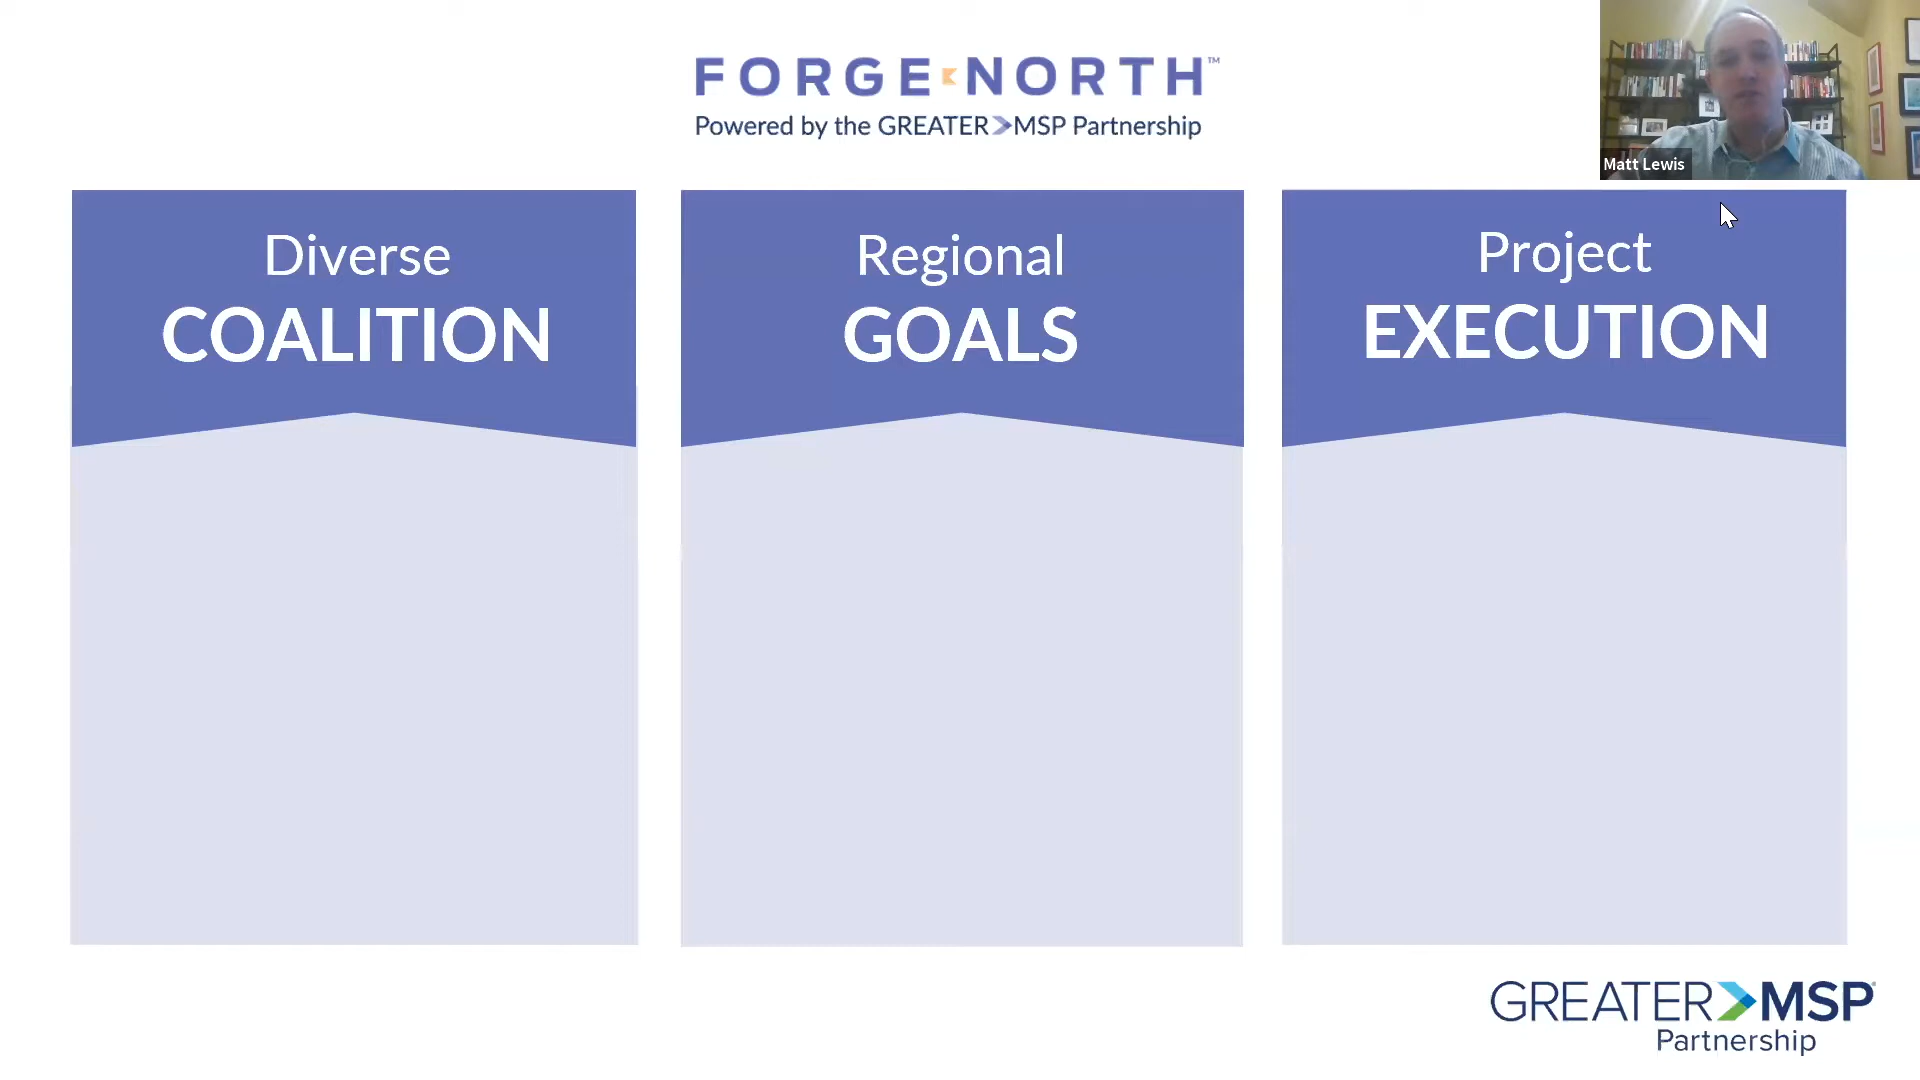 FORGE NORTH™
Powered by the GREATER>MSP Partnership
Matt Lewis
Diverse
COALITION
Regional
GOALS
Project
EXECUTION
GREATER>MSP
Partnership